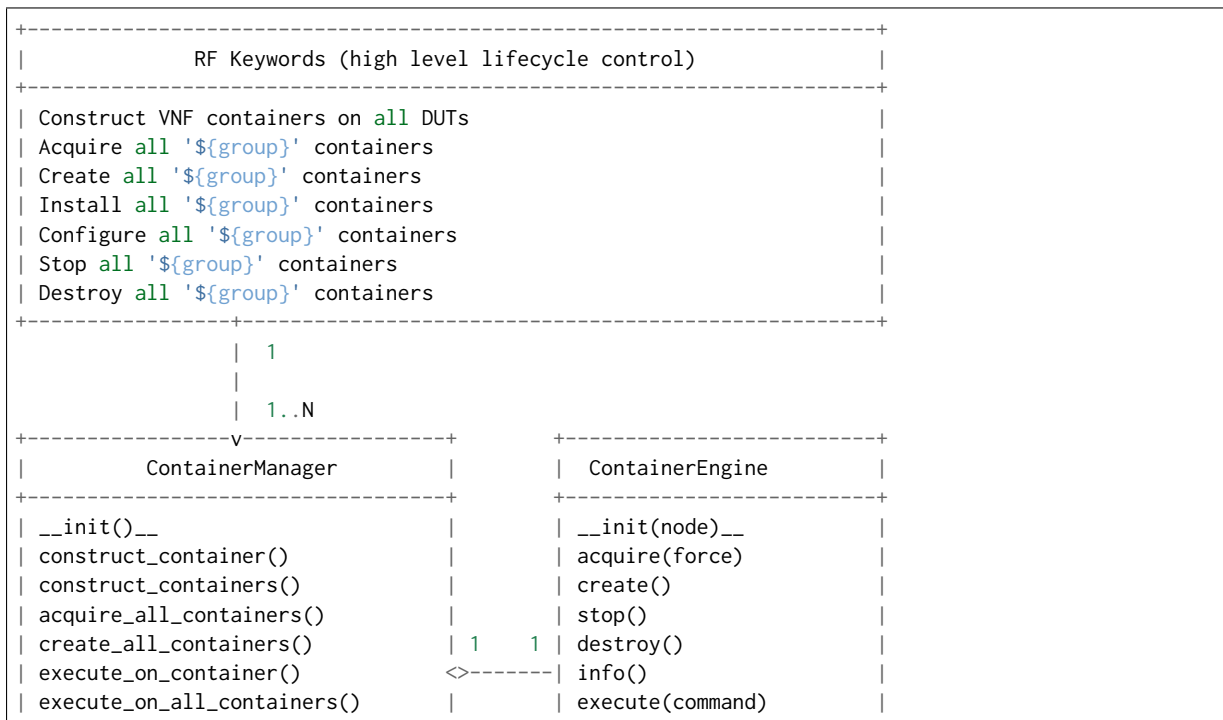 +-----------------------------------------------------------------------+
|              RF Keywords (high level lifecycle control)               |
+-----------------------------------------------------------------------+
| Construct VNF containers on all DUTs                                  |
| Acquire all '${group}' containers                                     |
| Create all '${group}' containers                                      |
| Install all '${group}' containers                                     |
| Configure all '${group}' containers                                   |
| Stop all '${group}' containers                                        |
| Destroy all '${group}' containers                                     |
+-----------------+-----------------------------------------------------+
                  |  1
                  |
                  |  1..N
+-----------------v-----------------+        +--------------------------+
|          ContainerManager         |        |  ContainerEngine         |
+-----------------------------------+        +--------------------------+
| __init()__                        |        | __init(node)__           |
| construct_container()             |        | acquire(force)           |
| construct_containers()            |        | create()                 |
| acquire_all_containers()          |        | stop()                   |
| create_all_containers()           | 1    1 | destroy()                |
| execute_on_container()            <>-------| info()                   |
| execute_on_all_containers()       |        | execute(command)         |